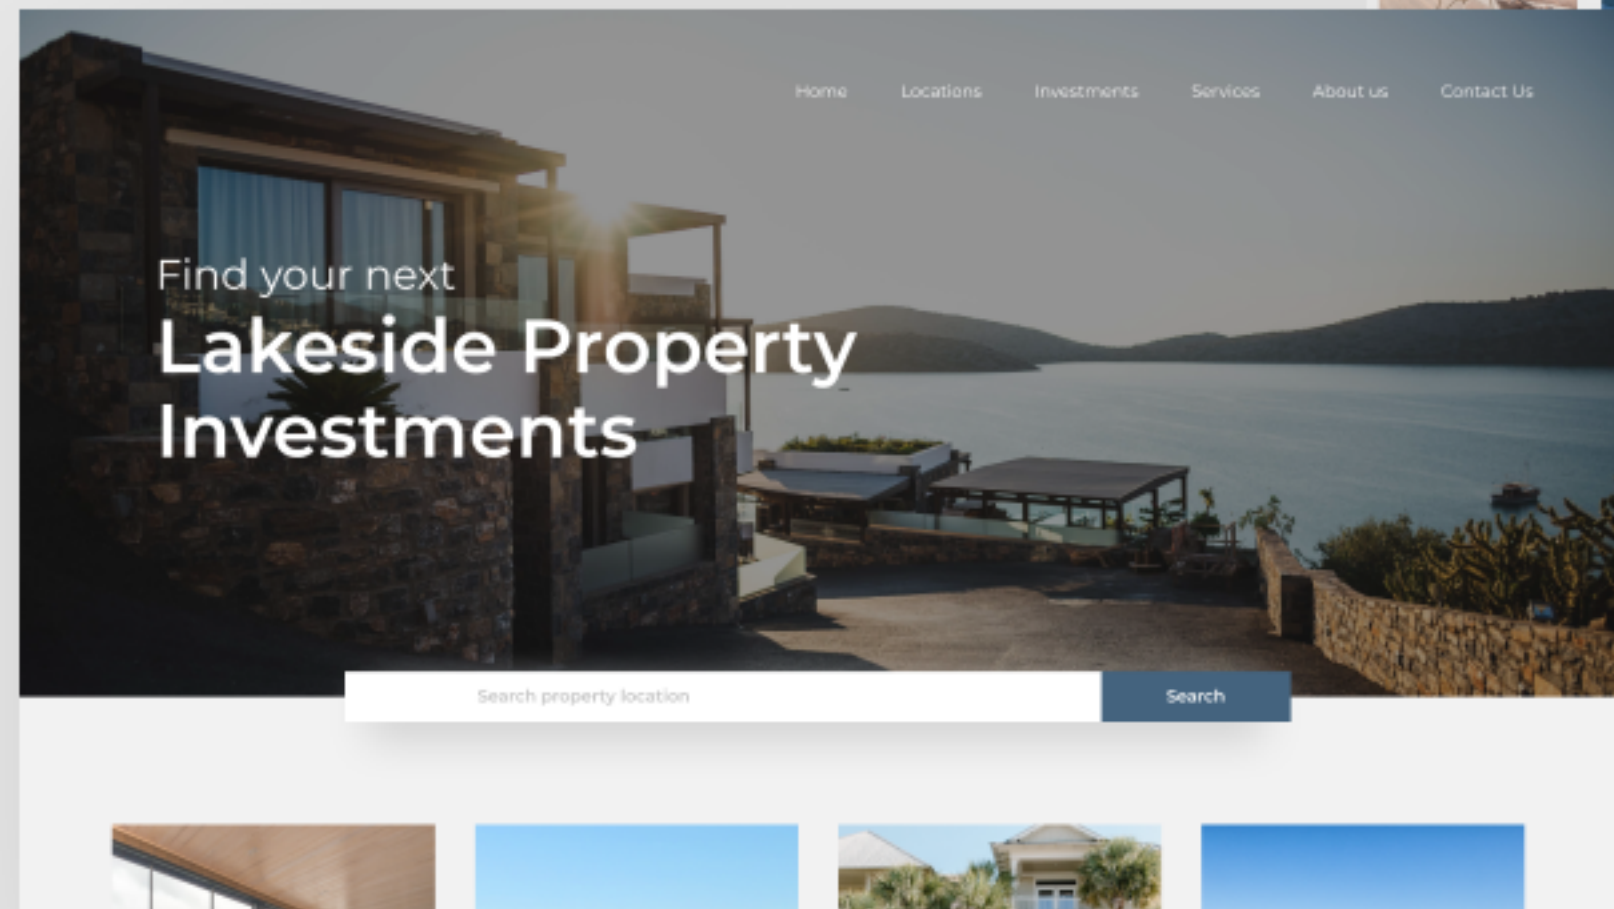 Home Locations Investments Services About us Contact Us
Find your next
Lakeside Property
Investments
Search property location
Search